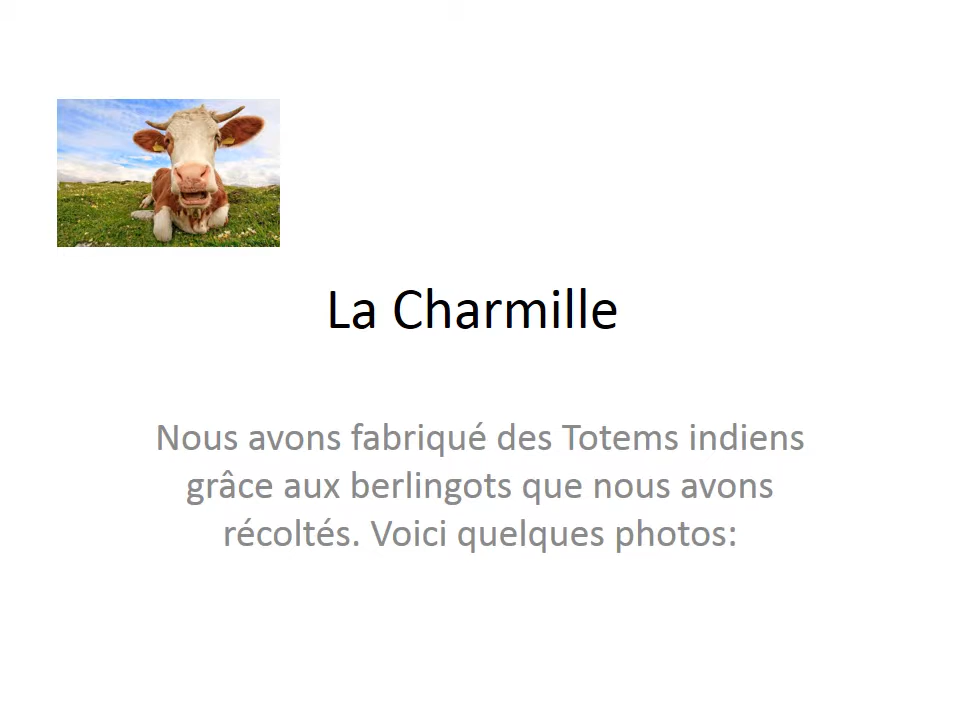 La Charmille
Nous avons fabriqué des Totems indiens
grâce aux berlingots que nous avons
récoltés. Voici quelques photos: